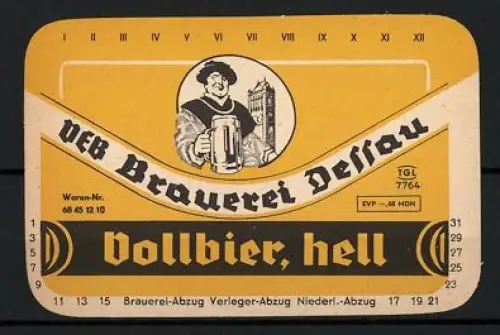 I II III IV V VI VII VIII IX X XI XII
VEB Brauerei Dessau
Waren-Nr.
68 45 12 10
TGL
7764
EVP -,48 MDN
Vollbier, hell
1
3
5
7
9
31
29
27
25
23
11 13 15 Brauerei-Abzug Verleger-Abzug Niederl.-Abzug 17 19 21